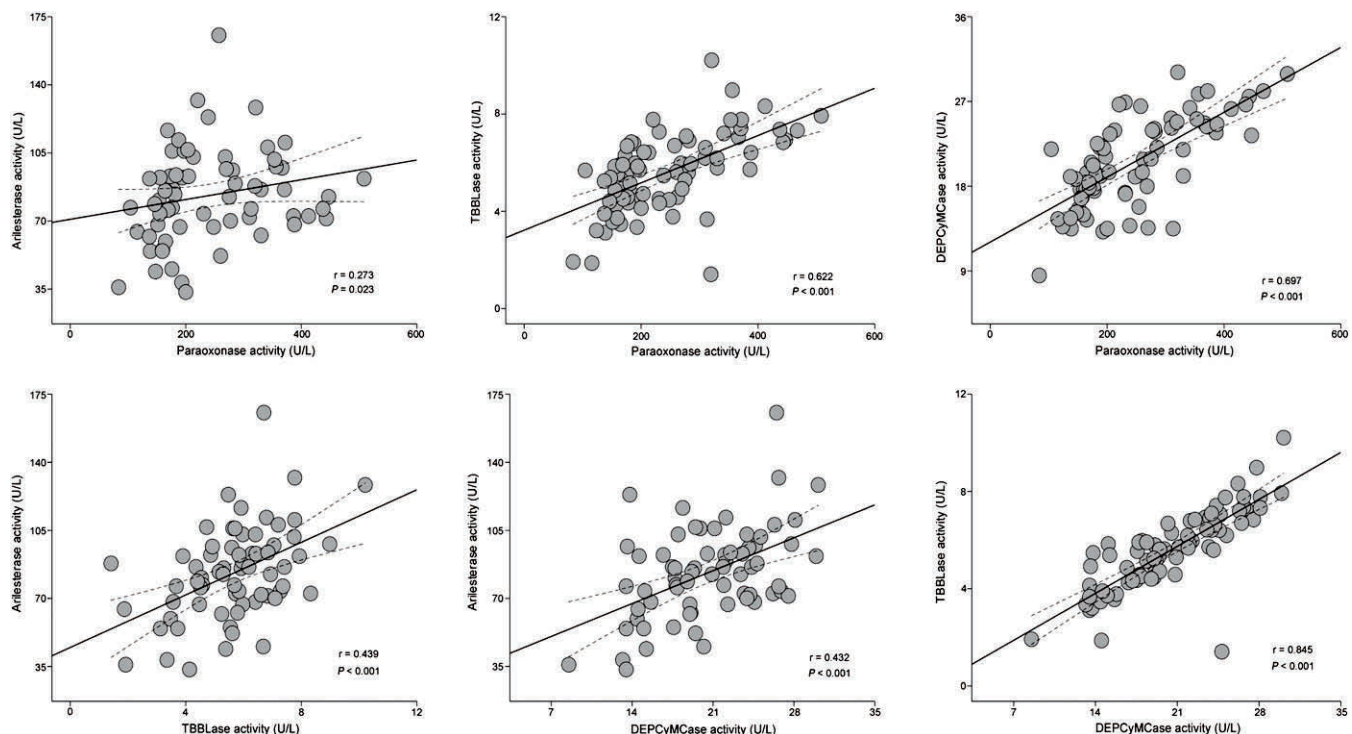 175
140
105
70
35
Arilesterase activity (U/L)
r = 0.273
P = 0.023
0
200
400
600
Paraoxonase activity (U/L)
12
8
4
0
TBBLase activity (U/L)
r = 0.622
P < 0.001
0
200
400
600
Paraoxonase activity (U/L)
36
27
18
9
DEPCyMCase activity (U/L)
r = 0.697
P < 0.001
0
200
400
600
Paraoxonase activity (U/L)
175
140
105
70
35
Arilesterase activity (U/L)
r = 0.439
P < 0.001
0
4
8
12
TBBLase activity (U/L)
175
140
105
70
35
Arilesterase activity (U/L)
r = 0.432
P < 0.001
7
14
21
28
35
DEPCyMCase activity (U/L)
12
8
4
0
TBBLase activity (U/L)
r = 0.845
P < 0.001
7
14
21
28
35
DEPCyMCase activity (U/L)